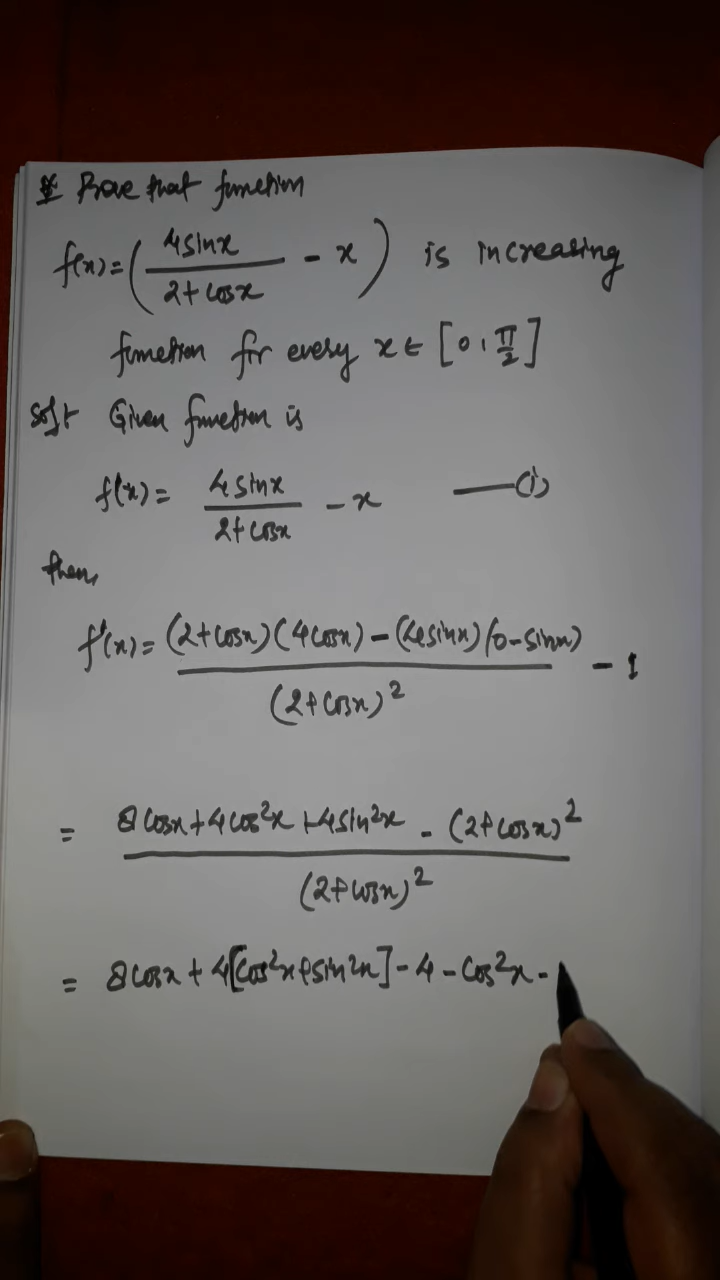 Prove that function
f(x) = ( 4sinx / 2+cosx - x ) is increasing
function for every x ∈ [0, π/2]
Solt Given function is
f(x) = 4sinx / 2+cosx - x —(i)
then,
f'(x) = (2+cosx)(4cosx) - (4sinx)(0-sinx) / (2+cosx)² - 1
= 8cosx + 4cos²x + 4sin²x - (2+cosx)² / (2+cosx)²
= 8cosx + 4[cos²x + sin²x] - 4 - cos²x -